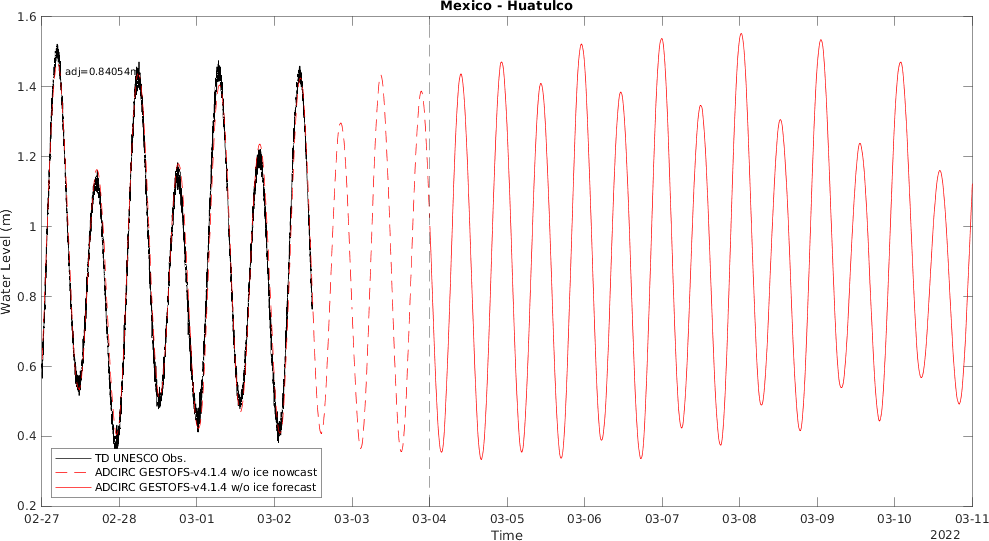 Mexico - Huatulco
1.6
adj=0.84054m
1.4
1.2
1
Water Level (m)
0.8
0.6
0.4
TD UNESCO Obs.
ADCIRC GESTOFS-v4.1.4 w/o ice nowcast
ADCIRC GESTOFS-v4.1.4 w/o ice forecast
0.2
02-27 02-28 03-01 03-02 03-03 03-04 03-05 03-06 03-07 03-08 03-09 03-10 03-11
Time
2022